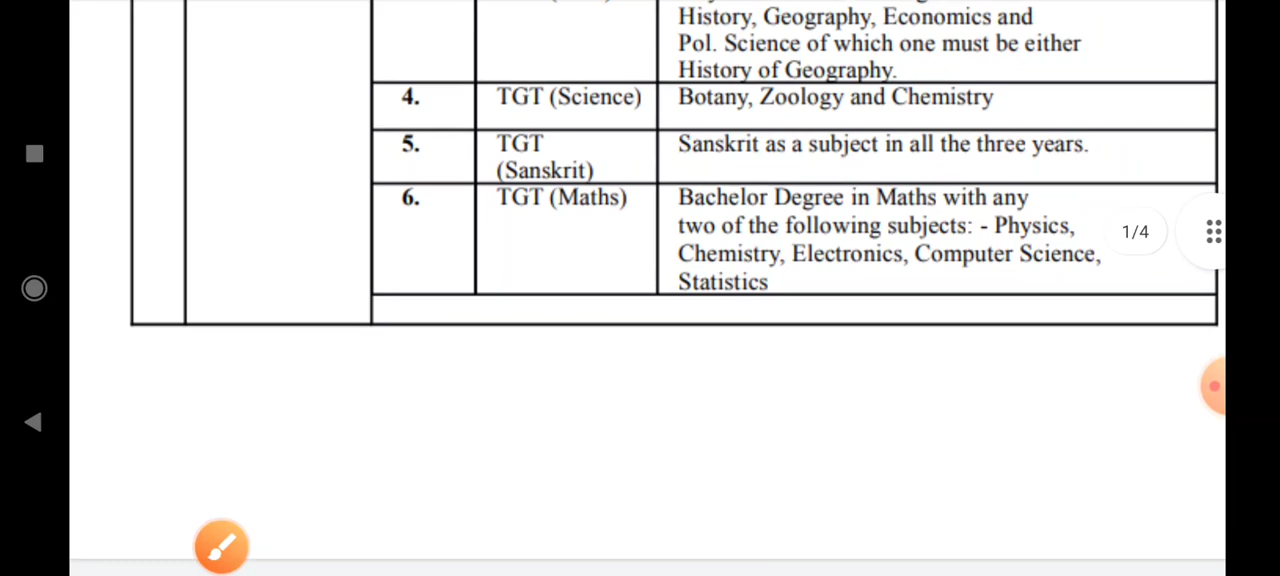 History, Geography, Economics and
Pol. Science of which one must be either
History of Geography.
4. TGT (Science) Botany, Zoology and Chemistry
5. TGT Sanskrit as a subject in all the three years.
(Sanskrit)
6. TGT (Maths) Bachelor Degree in Maths with any
two of the following subjects: - Physics,
1/4
Chemistry, Electronics, Computer Science,
Statistics